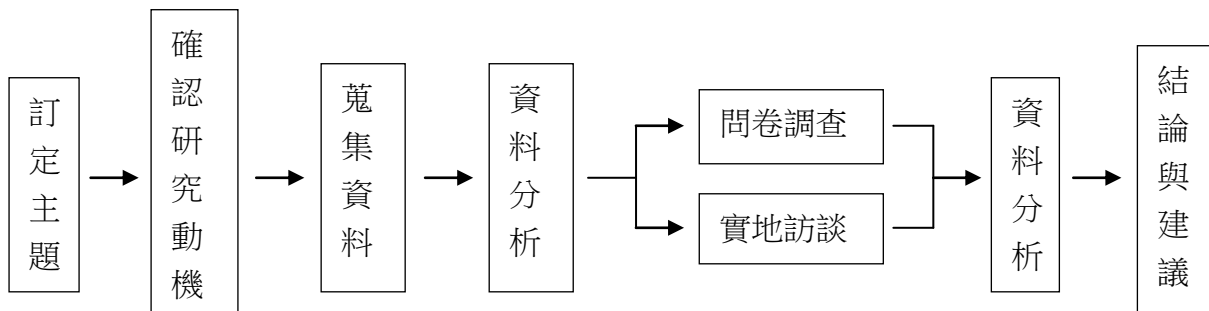 訂定主題
確認研究動機
蒐集資料
資料分析
問卷調查
實地訪談
資料分析
結論與建議